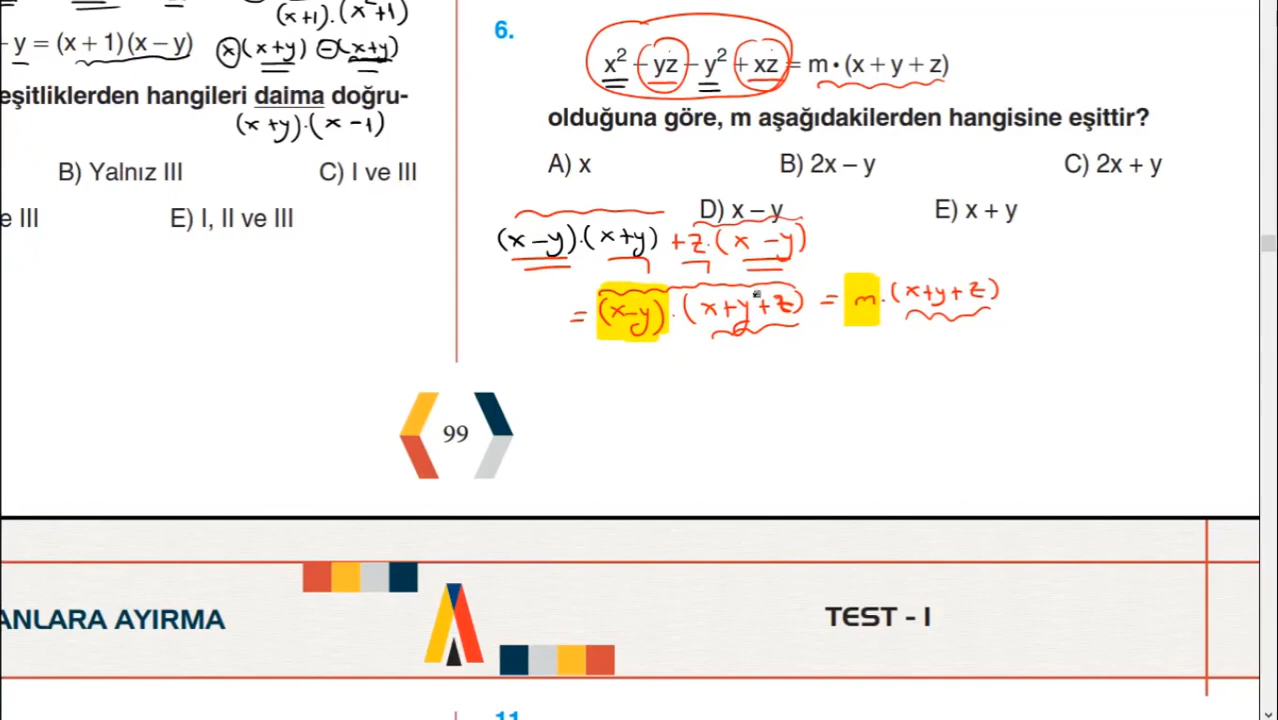 (x+1).(x²+1)
y = (x + 1)(x – y) x (x+y) – (x+y)
eşitliklerden hangileri daima doğru-
(x+y).(x –1)
B) Yalnız III C) I ve III
e III E) I, II ve III
6.
x² – yz – y² + xz = m•(x + y + z)
olduğuna göre, m aşağıdakilerden hangisine eşittir?
A) x B) 2x – y C) 2x + y
D) x – y E) x + y
(x–y).(x+y) +z.(x –y)
= (x–y).(x+y+z) = m.(x+y+z)
99
ANLARA AYIRMA
TEST - I
11